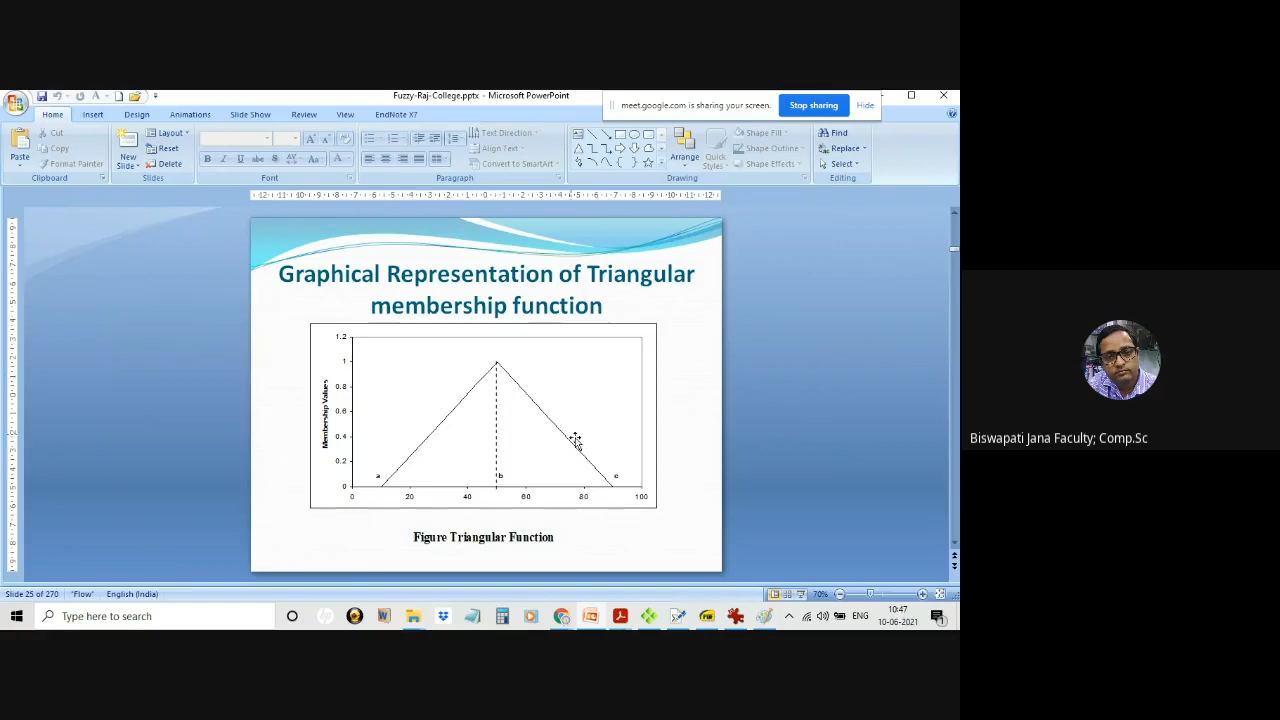 Fuzzy-Raj-College.pptx - Microsoft PowerPoint
meet.google.com is sharing your screen.
Stop sharing
Hide
Home
Insert
Design
Animations
Slide Show
Review
View
EndNote X7
Paste
Cut
Copy
Format Painter
Clipboard
New Slide
Layout
Reset
Delete
Slides
Font
Text Direction
Align Text
Convert to SmartArt
Paragraph
Arrange
Quick Styles
Shape Fill
Shape Outline
Shape Effects
Drawing
Find
Replace
Select
Editing
Graphical Representation of Triangular
membership function
Membership Values
1.2
1
0.8
0.6
0.4
0.2
0
a
b
c
0 20 40 60 80 100
Figure Triangular Function
Biswapati Jana Faculty; Comp.Sc
Slide 25 of 270
"Flow"
English (India)
70%
Type here to search
ENG
10:47
10-06-2021